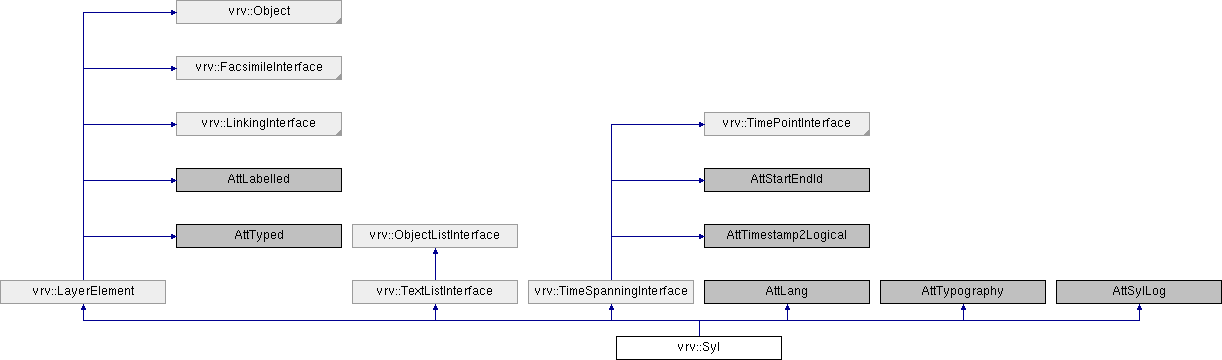 vrv::Object
vrv::FacsimileInterface
vrv::LinkingInterface
vrv::TimePointInterface
AttLabelled
AttStartEndId
AttTyped
vrv::ObjectListInterface
AttTimestamp2Logical
vrv::LayerElement
vrv::TextListInterface
vrv::TimeSpanningInterface
AttLang
AttTypography
AttSylLog
vrv::Syl